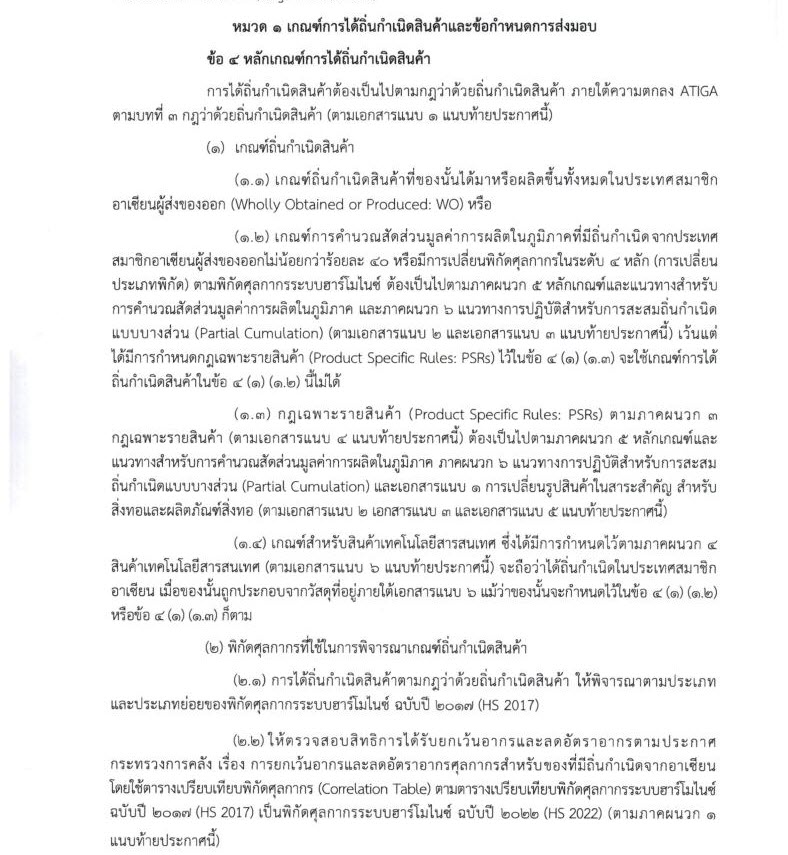 หมวด ๑ เกณฑ์การได้ถิ่นกำเนิดสินค้าและข้อกำหนดการส่งมอบ
ข้อ ๔ หลักเกณฑ์การได้ถิ่นกำเนิดสินค้า
การได้ถิ่นกำเนิดสินค้าต้องเป็นไปตามกฎว่าด้วยถิ่นกำเนิดสินค้า ภายใต้ความตกลง ATIGA
ตามบทที่ ๓ กฎว่าด้วยถิ่นกำเนิดสินค้า (ตามเอกสารแนบ ๑ แนบท้ายประกาศนี้)
(๑) เกณฑ์ถิ่นกำเนิดสินค้า
(๑.๑) เกณฑ์ถิ่นกำเนิดสินค้าที่ของนั้นได้มาหรือผลิตขึ้นทั้งหมดในประเทศสมาชิก
อาเซียนผู้ส่งของออก (Wholly Obtained or Produced: WO) หรือ
(๑.๒) เกณฑ์การคำนวณสัดส่วนมูลค่าการผลิตในภูมิภาคที่มีถิ่นกำเนิดจากประเทศ
สมาชิกอาเซียนผู้ส่งของออกไม่น้อยกว่าร้อยละ ๔๐ หรือมีการเปลี่ยนพิกัดศุลกากรในระดับ ๔ หลัก (การเปลี่ยน
ประเภทพิกัด) ตามพิกัดศุลกากรระบบฮาร์โมไนซ์ ต้องเป็นไปตามภาคผนวก ๕ หลักเกณฑ์และแนวทางสำหรับ
การคำนวณสัดส่วนมูลค่าการผลิตในภูมิภาค และภาคผนวก ๖ แนวทางการปฏิบัติสำหรับการสะสมถิ่นกำเนิด
แบบบางส่วน (Partial Cumulation) (ตามเอกสารแนบ ๒ และเอกสารแนบ ๓ แนบท้ายประกาศนี้) เว้นแต่
ได้มีการกำหนดกฎเฉพาะรายสินค้า (Product Specific Rules: PSRs) ไว้ในข้อ ๔ (๑) (๑.๓) จะใช้เกณฑ์การได้
ถิ่นกำเนิดสินค้าในข้อ ๔ (๑) (๑.๒) นี้ไม่ได้
(๑.๓) กฎเฉพาะรายสินค้า (Product Specific Rules: PSRs) ตามภาคผนวก ๓
กฎเฉพาะรายสินค้า (ตามเอกสารแนบ ๔ แนบท้ายประกาศนี้) ต้องเป็นไปตามภาคผนวก ๕ หลักเกณฑ์และ
แนวทางสำหรับการคำนวณสัดส่วนมูลค่าการผลิตในภูมิภาค ภาคผนวก ๖ แนวทางการปฏิบัติสำหรับการสะสม
ถิ่นกำเนิดแบบบางส่วน (Partial Cumulation) และเอกสารแนบ ๑ การเปลี่ยนรูปสินค้าในสาระสำคัญ สำหรับ
สิ่งทอและผลิตภัณฑ์สิ่งทอ (ตามเอกสารแนบ ๒ เอกสารแนบ ๓ และเอกสารแนบ ๕ แนบท้ายประกาศนี้)
(๑.๔) เกณฑ์สำหรับสินค้าเทคโนโลยีสารสนเทศ ซึ่งได้มีการกำหนดไว้ตามภาคผนวก ๔
สินค้าเทคโนโลยีสารสนเทศ (ตามเอกสารแนบ ๖ แนบท้ายประกาศนี้) จะถือว่าได้ถิ่นกำเนิดในประเทศสมาชิก
อาเซียน เมื่อของนั้นถูกประกอบจากวัสดุที่อยู่ภายใต้เอกสารแนบ ๖ แม้ว่าของนั้นจะกำหนดไว้ในข้อ ๔ (๑) (๑.๒)
หรือข้อ ๔ (๑) (๑.๓) ก็ตาม
(๒) พิกัดศุลกากรที่ใช้ในการพิจารณาเกณฑ์ถิ่นกำเนิดสินค้า
(๒.๑) การได้ถิ่นกำเนิดสินค้าตามกฎว่าด้วยถิ่นกำเนิดสินค้า ให้พิจารณาตามประเภท
และประเภทย่อยของพิกัดศุลกากรระบบฮาร์โมไนซ์ ฉบับปี ๒๐๑๗ (HS 2017)
(๒.๒) ให้ตรวจสอบสิทธิการได้รับยกเว้นอากรและลดอัตราอากรตามประกาศ
กระทรวงการคลัง เรื่อง การยกเว้นอากรและลดอัตราอากรศุลกากรสำหรับของที่มีถิ่นกำเนิดจากอาเซียน
โดยใช้ตารางเปรียบเทียบพิกัดศุลกากร (Correlation Table) ตามตารางเปรียบเทียบพิกัดศุลกากรระบบฮาร์โมไนซ์
ฉบับปี ๒๐๑๗ (HS 2017) เป็นพิกัดศุลกากรระบบฮาร์โมไนซ์ ฉบับปี ๒๐๒๒ (HS 2022) (ตามภาคผนวก ๑
แนบท้ายประกาศนี้)